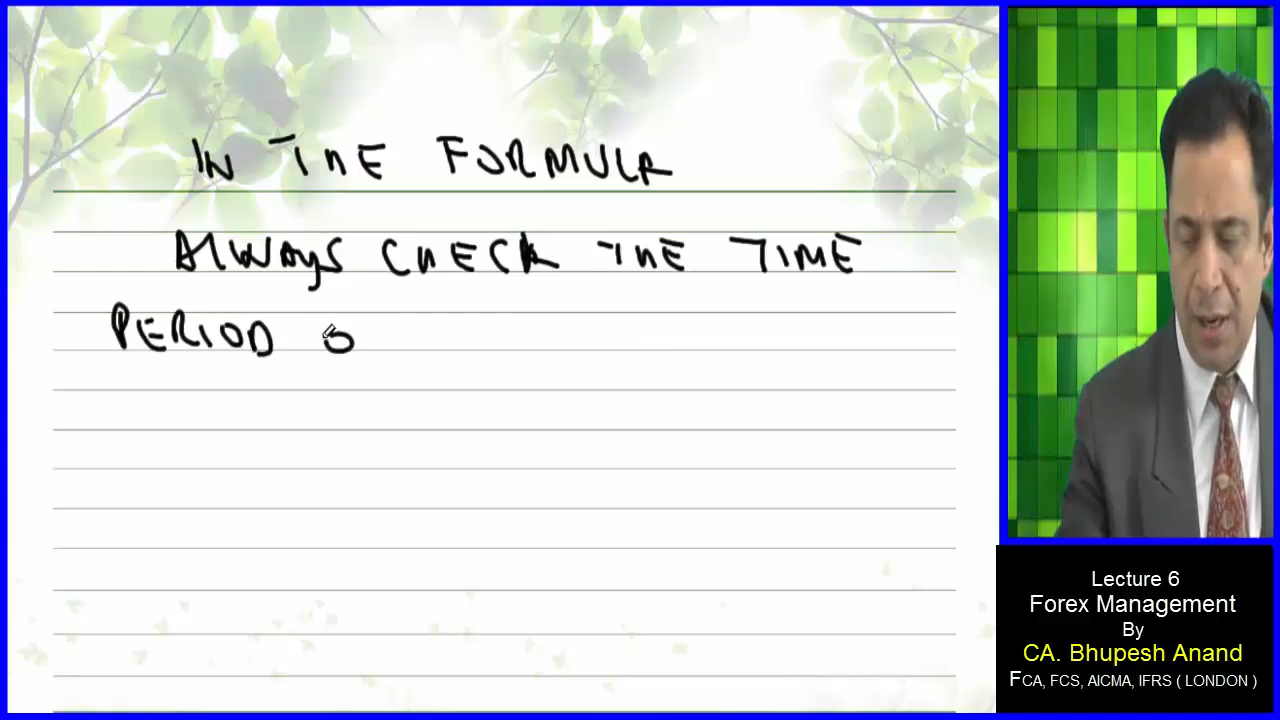 IN THE FORMULA
Always CHECK THE TIME
PERIOD O
Lecture 6
Forex Management
By
CA. Bhupesh Anand
FCA, FCS, AICMA, IFRS ( LONDON )